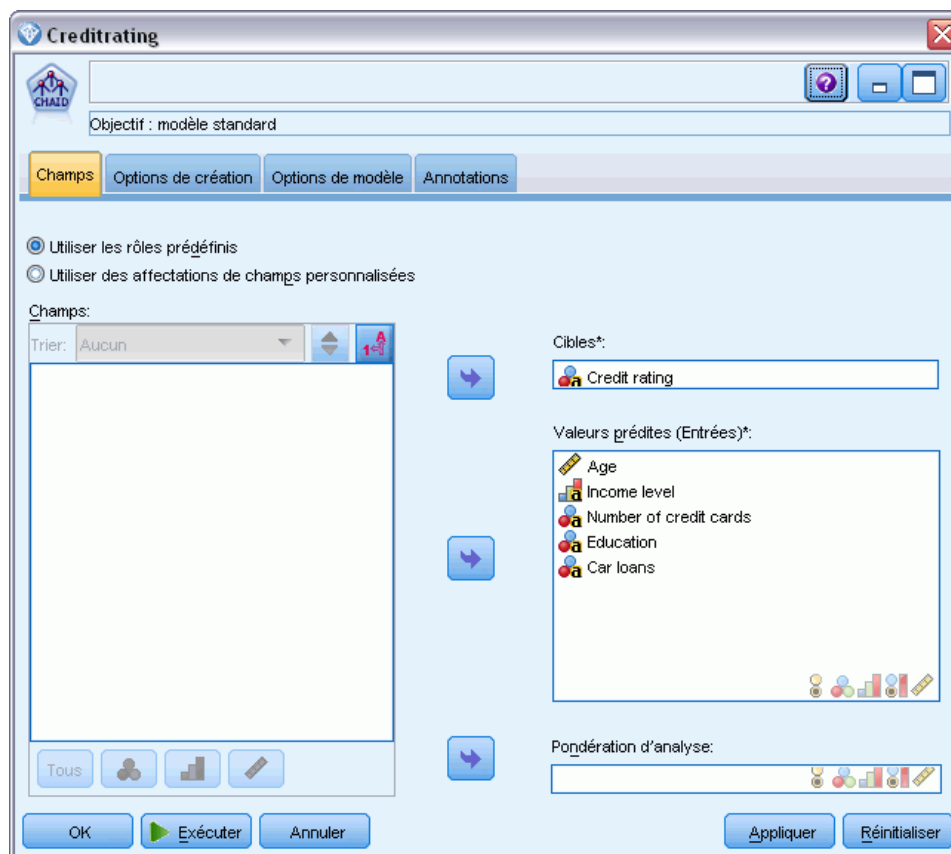 Creditrating
CHAID
Objectif : modèle standard
Champs
Options de création
Options de modèle
Annotations
Utiliser les rôles prédéfinis
Utiliser des affectations de champs personnalisées
Champs:
Trier: Aucun
Cibles*:
Credit rating
Valeurs prédites (Entrées)*:
Age
Income level
Number of credit cards
Education
Car loans
Tous
Pondération d'analyse:
OK
Exécuter
Annuler
Appliquer
Réinitialiser